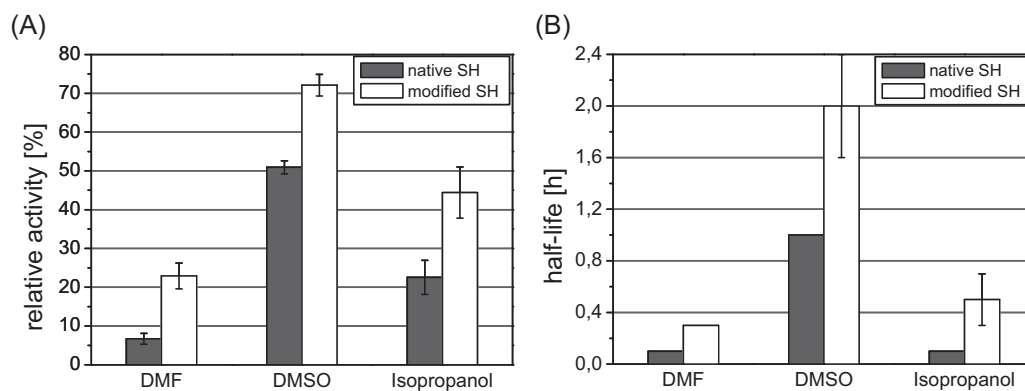 (A)
relative activity [%]
80
70
60
50
40
30
20
10
0
native SH
modified SH
DMF
DMSO
Isopropanol
(B)
half-life [h]
2,4
2,0
1,6
1,2
0,8
0,4
0,0
native SH
modified SH
DMF
DMSO
Isopropanol